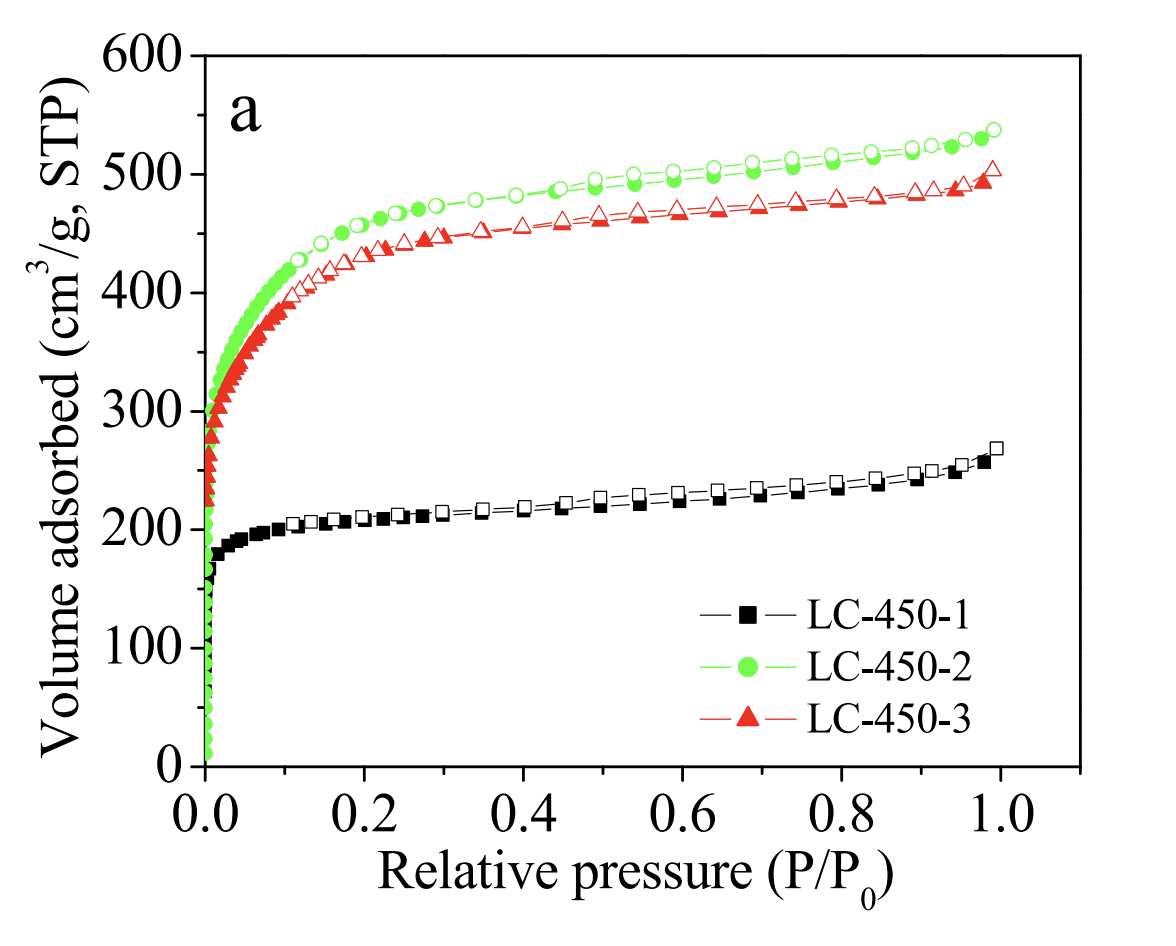 a
Volume adsorbed (cm³/g, STP)
600
500
400
300
200
100
0
LC-450-1
LC-450-2
LC-450-3
0.0 0.2 0.4 0.6 0.8 1.0
Relative pressure (P/P₀)